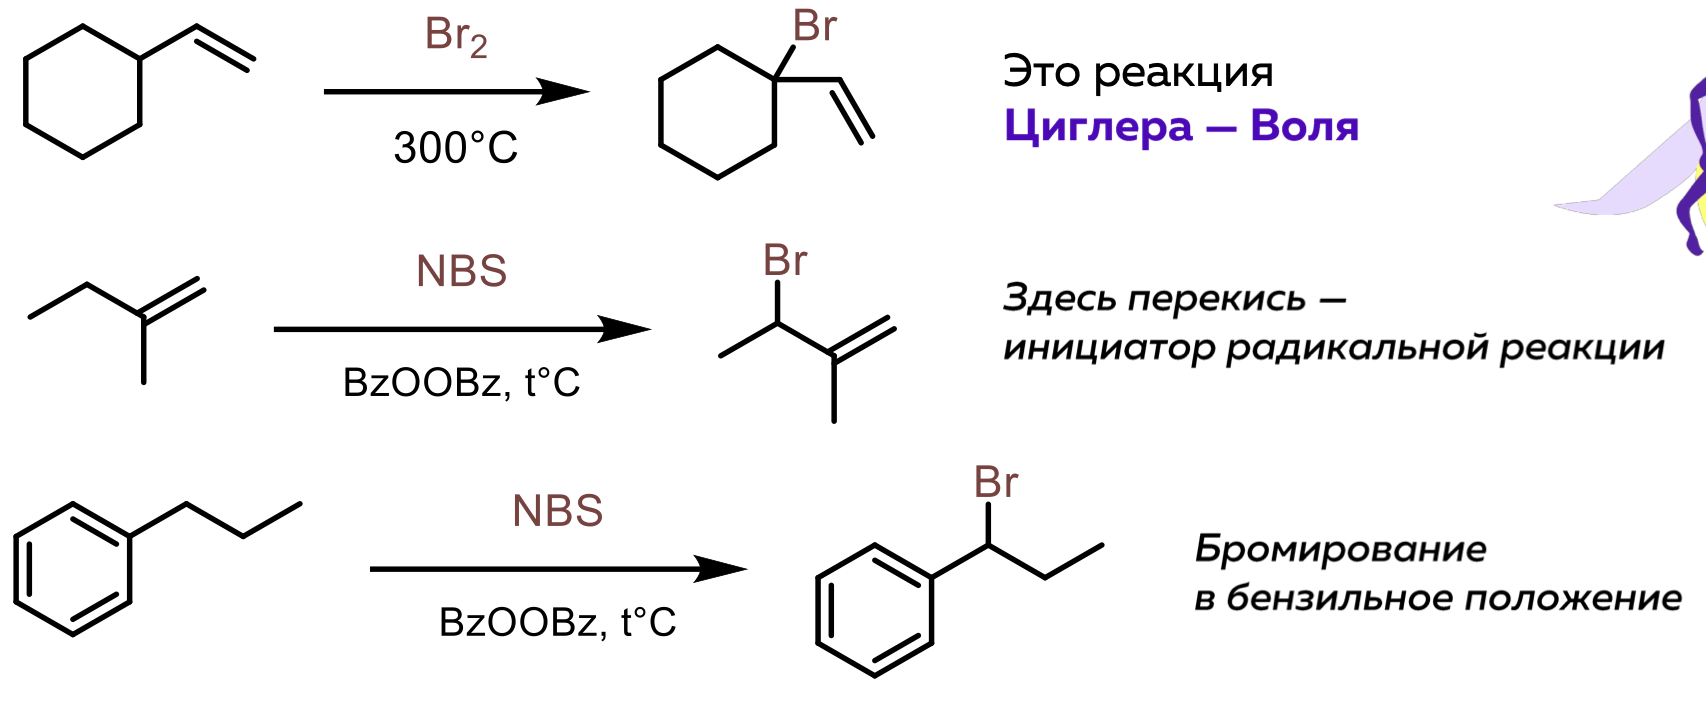 Br₂
300°C
Br
Это реакция
Циглера — Воля
NBS
BzOOBz, t°C
Br
Здесь перекись —
инициатор радикальной реакции
NBS
BzOOBz, t°C
Br
Бромирование
в бензильное положение